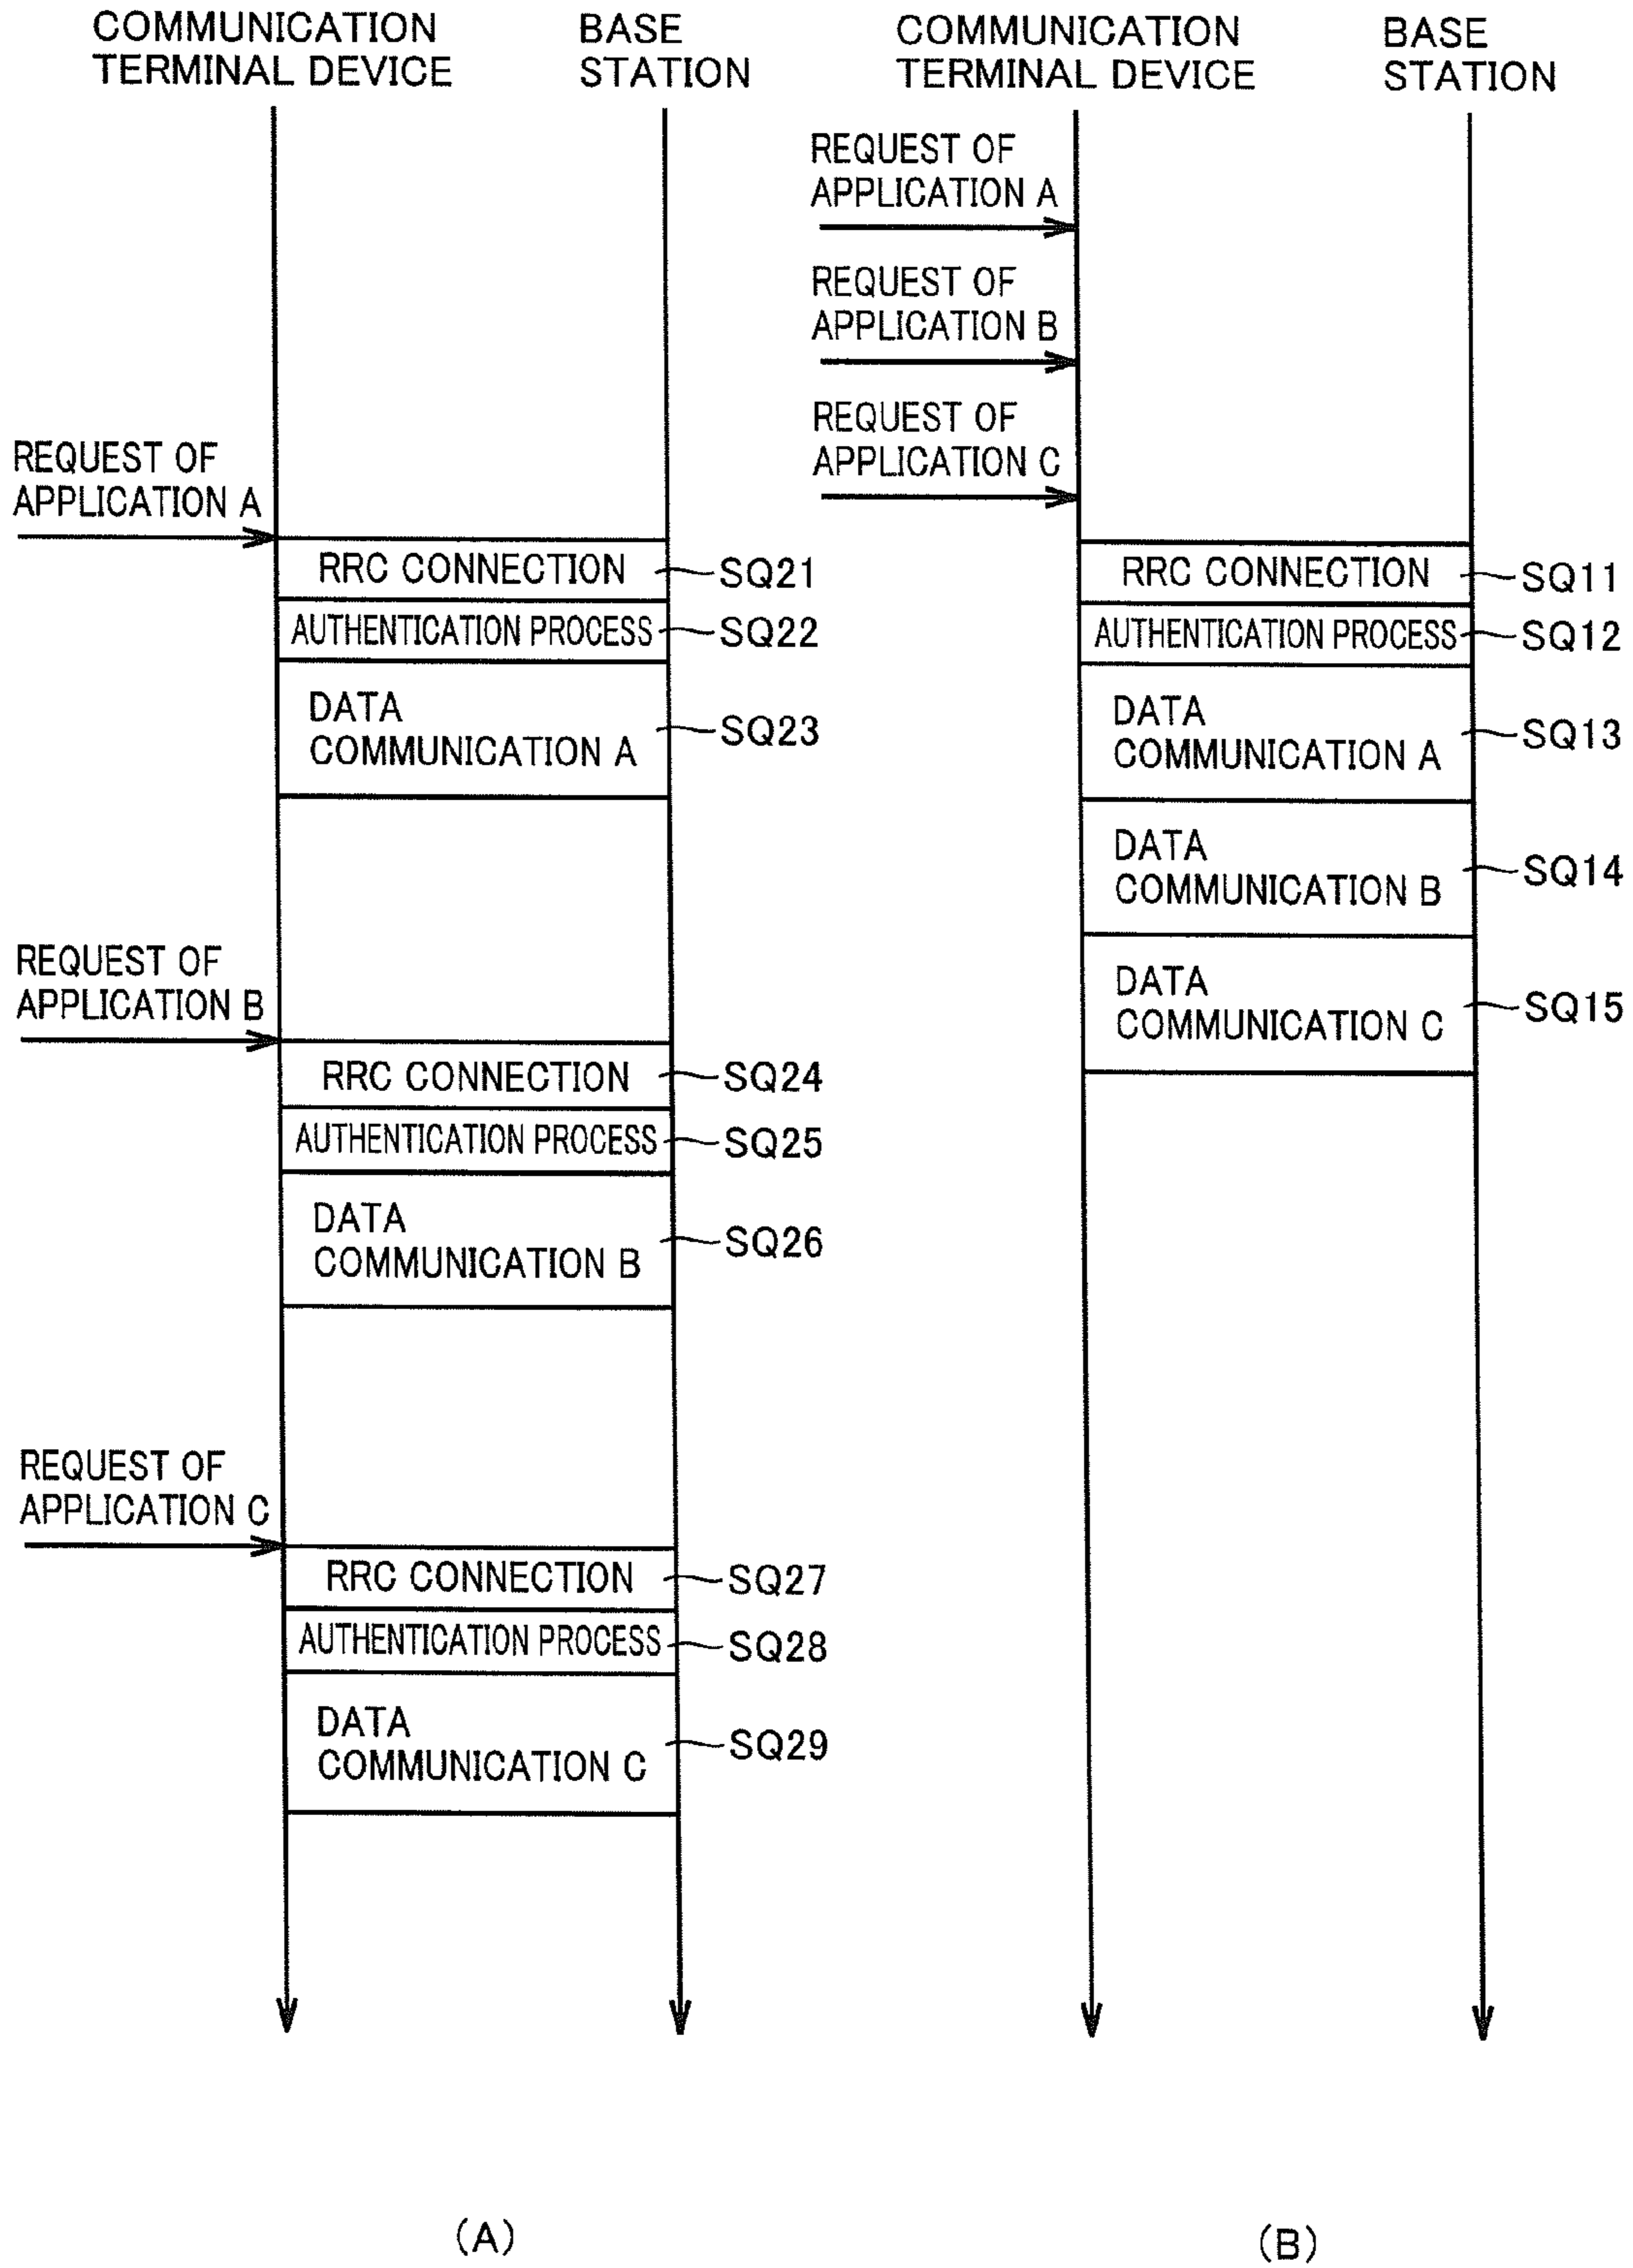 COMMUNICATION
TERMINAL DEVICE
BASE
STATION
REQUEST OF
APPLICATION A
RRC CONNECTION
SQ21
AUTHENTICATION PROCESS
SQ22
DATA
COMMUNICATION A
SQ23
REQUEST OF
APPLICATION B
RRC CONNECTION
SQ24
AUTHENTICATION PROCESS
SQ25
DATA
COMMUNICATION B
SQ26
REQUEST OF
APPLICATION C
RRC CONNECTION
SQ27
AUTHENTICATION PROCESS
SQ28
DATA
COMMUNICATION C
SQ29
(A)
COMMUNICATION
TERMINAL DEVICE
BASE
STATION
REQUEST OF
APPLICATION A
REQUEST OF
APPLICATION B
REQUEST OF
APPLICATION C
RRC CONNECTION
SQ11
AUTHENTICATION PROCESS
SQ12
DATA
COMMUNICATION A
SQ13
DATA
COMMUNICATION B
SQ14
DATA
COMMUNICATION C
SQ15
(B)